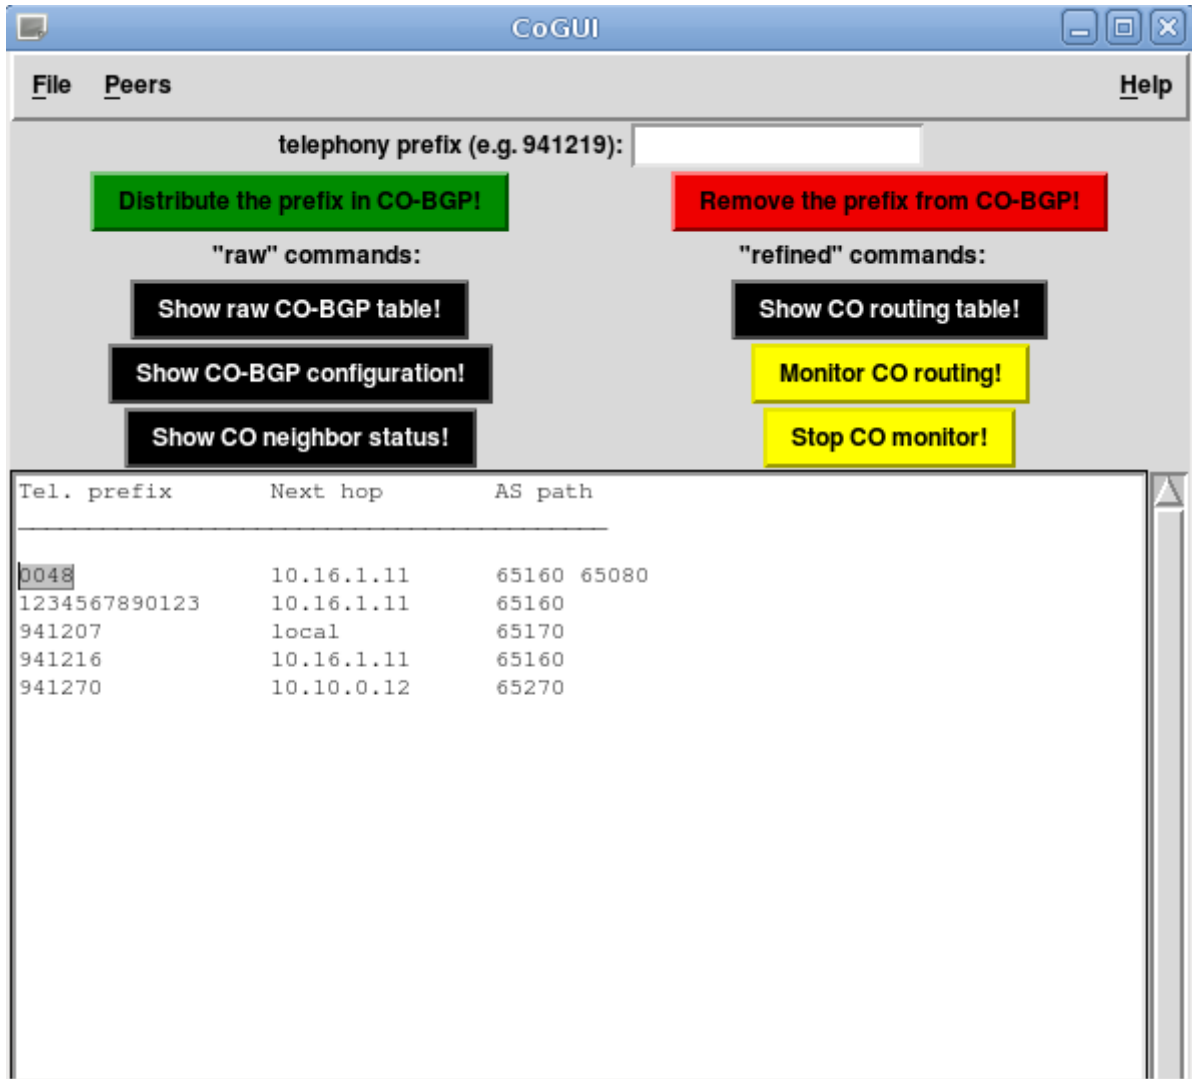 CoGUI
File Peers Help
telephony prefix (e.g. 941219):
Distribute the prefix in CO-BGP! Remove the prefix from CO-BGP!
"raw" commands: "refined" commands:
Show raw CO-BGP table! Show CO routing table!
Show CO-BGP configuration! Monitor CO routing!
Show CO neighbor status! Stop CO monitor!
Tel. prefix Next hop AS path
0048 10.16.1.11 65160 65080
1234567890123 10.16.1.11 65160
941207 local 65170
941216 10.16.1.11 65160
941270 10.10.0.12 65270